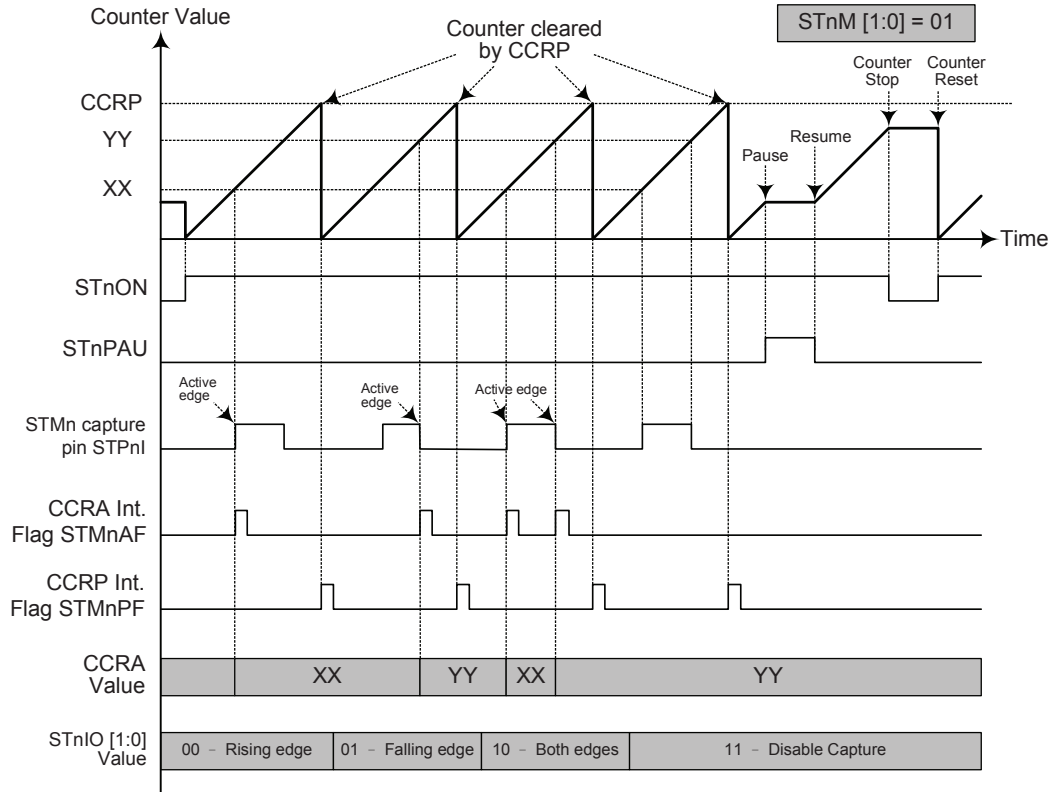 Counter Value
STnM [1:0] = 01
Counter cleared
by CCRP
Counter
Stop
Counter
Reset
CCRP
YY
XX
Pause
Resume
Time
STnON
STnPAU
Active
edge
Active
edge
Active edge
STMn capture
pin STPnI
CCRA Int.
Flag STMnAF
CCRP Int.
Flag STMnPF
CCRA
Value
XX
YY
XX
YY
STnIO [1:0]
Value
00 – Rising edge
01 – Falling edge
10 – Both edges
11 – Disable Capture